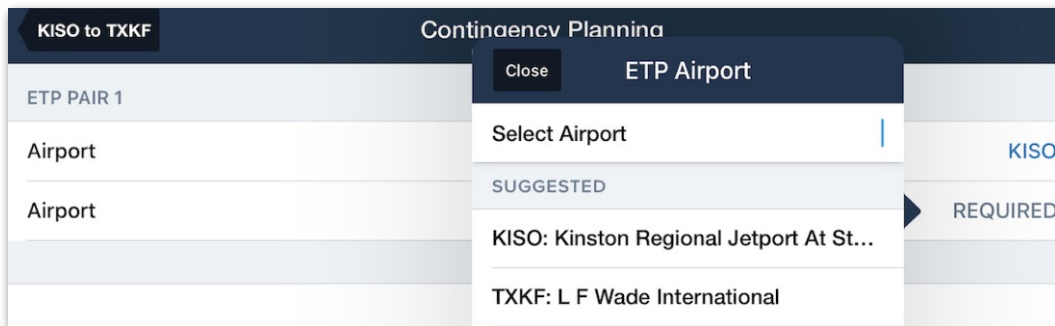 KISO to TXKF
Contingency Planning
Close
ETP Airport
ETP PAIR 1
Select Airport
Airport
KISO
SUGGESTED
Airport
REQUIRED
KISO: Kinston Regional Jetport At St...
TXKF: L F Wade International